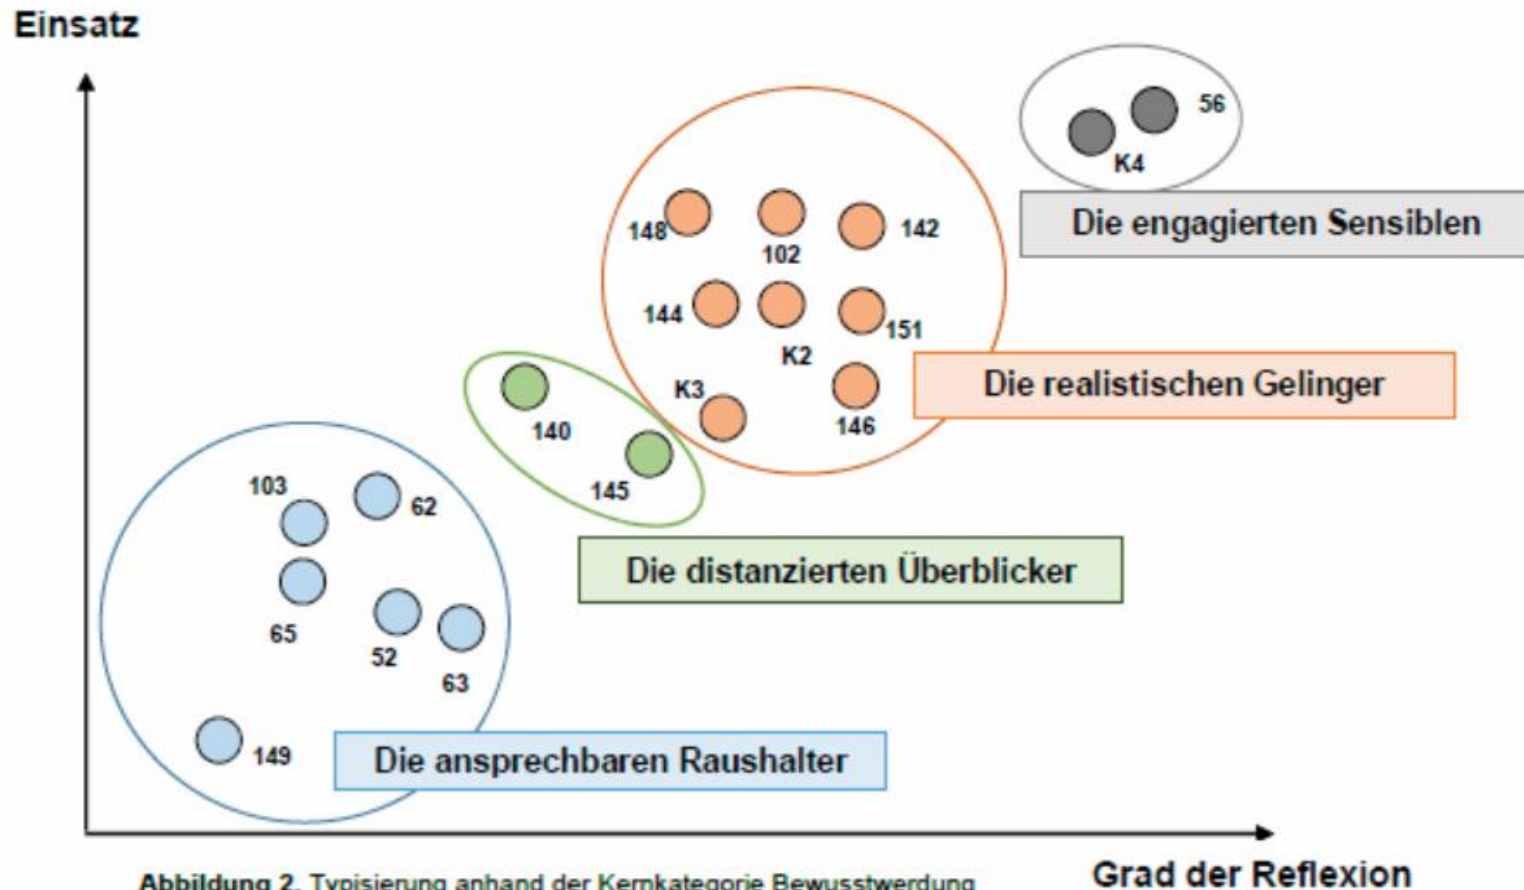 Einsatz
56
K4
Die engagierten Sensiblen
148
102
142
144
K2
151
Die realistischen Gelinger
K3
146
140
145
Die distanzierten Überblicker
103
62
65
52
63
149
Die ansprechbaren Raushalter
Grad der Reflexion
Abbildung 2. Typisierung anhand der Kernkategorie Bewusstwerdung